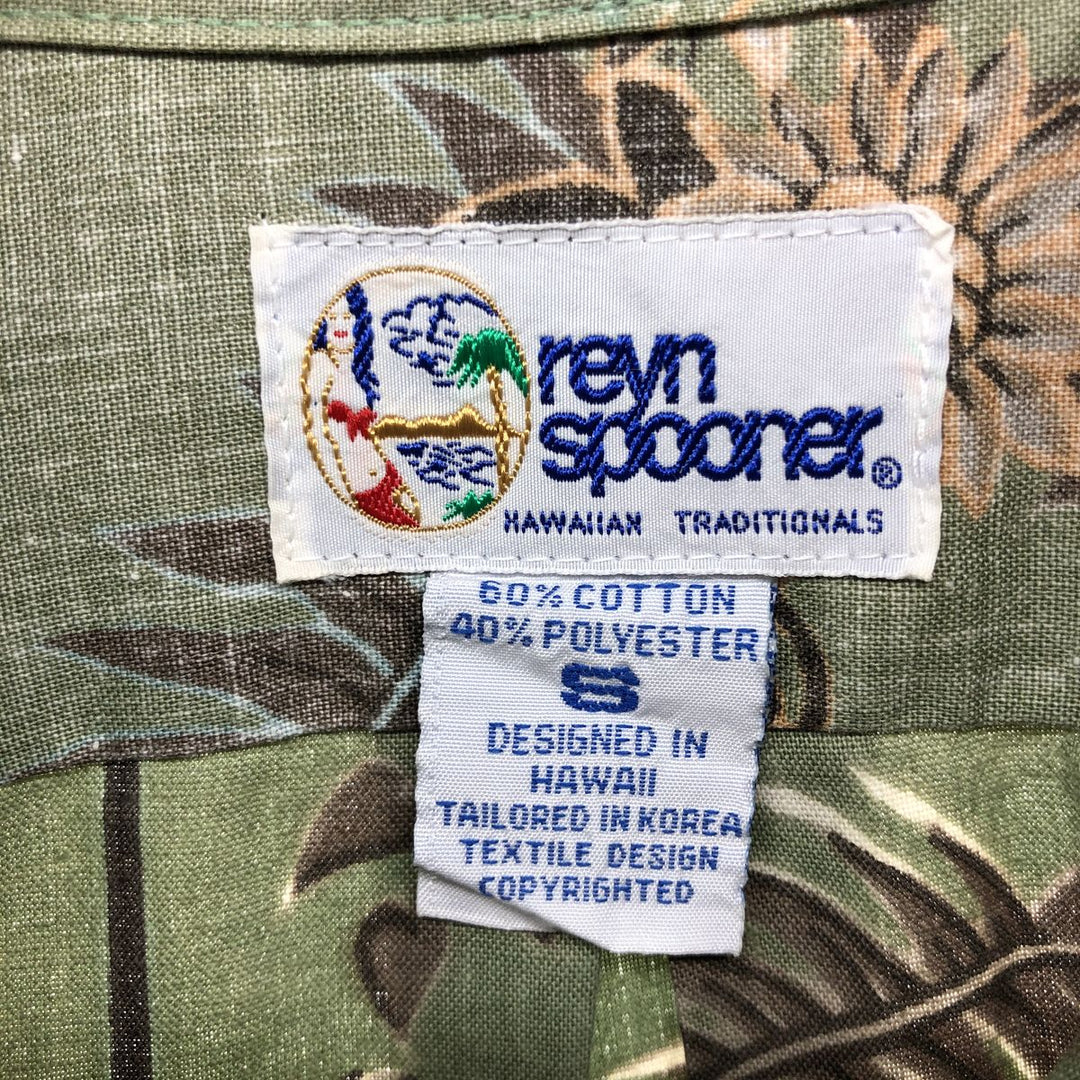 reyn
spooner®
HAWAIIAN TRADITIONALS
60% COTTON
40% POLYESTER
S
DESIGNED IN
HAWAII
TAILORED IN KOREA
TEXTILE DESIGN
COPYRIGHTED